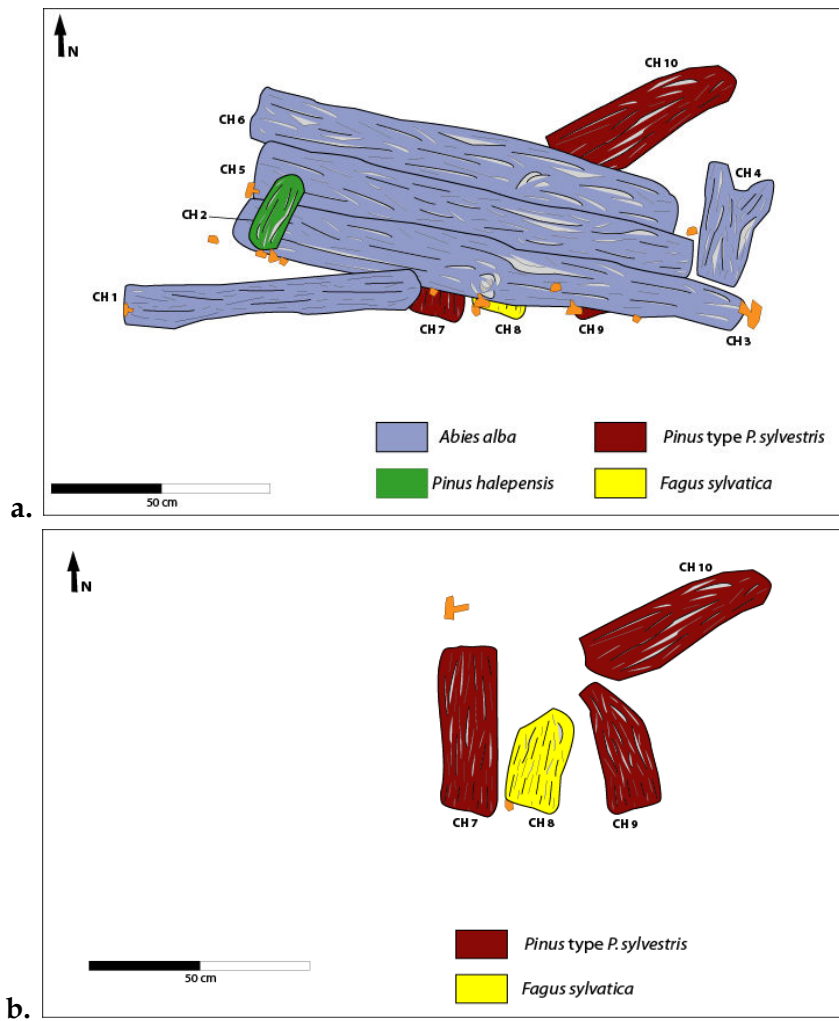 N
CH 10
CH 6
CH 5
CH 4
CH 2
CH 1
CH 7
CH 8
CH 9
CH 3
Abies alba
Pinus type P. sylvestris
Pinus halepensis
Fagus sylvatica
50 cm
a.
N
CH 10
CH 7
CH 8
CH 9
Pinus type P. sylvestris
50 cm
Fagus sylvatica
b.